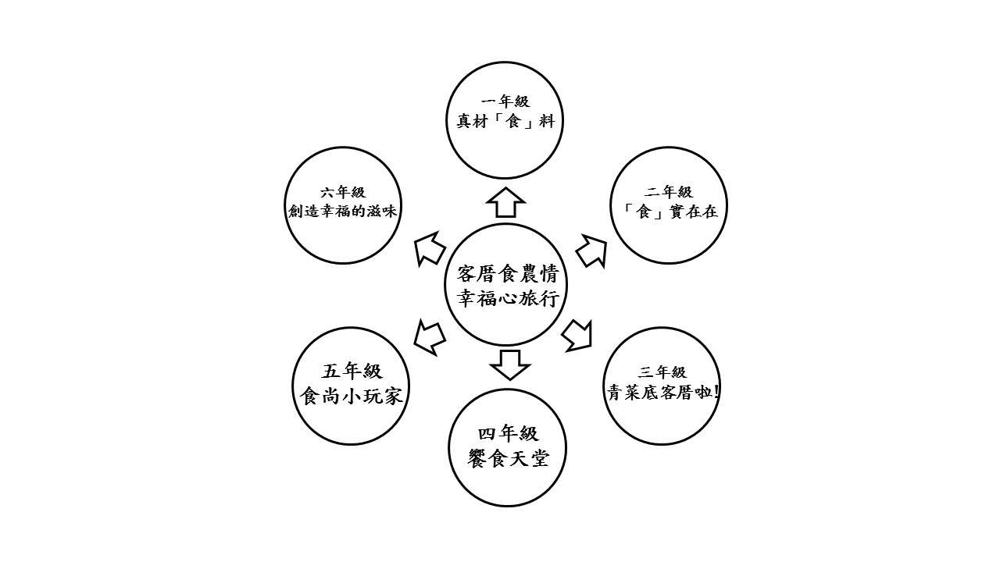 一年級
真材「食」料
二年級
「食」實在在
三年級
青菜底客厝啦!
四年級
饗食天堂
五年級
食尚小玩家
六年級
創造幸福的滋味
客厝食農情
幸福心旅行